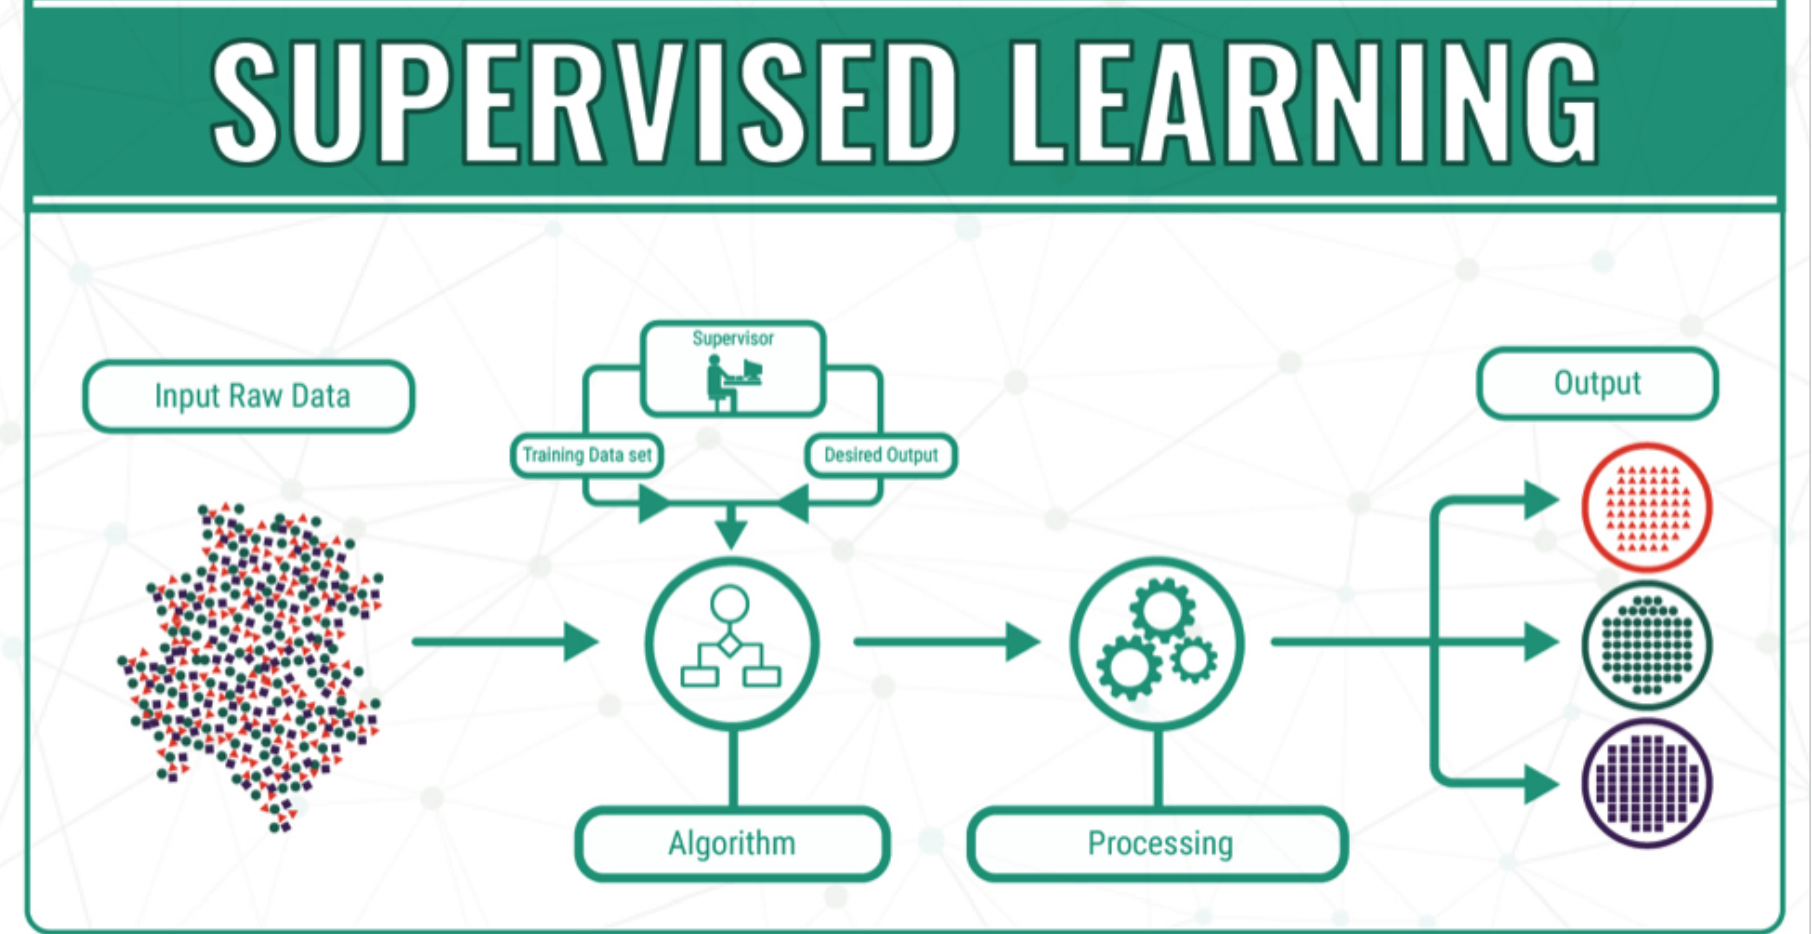 SUPERVISED LEARNING
Supervisor
Input Raw Data
Output
Training Data set
Desired Output
Algorithm
Processing